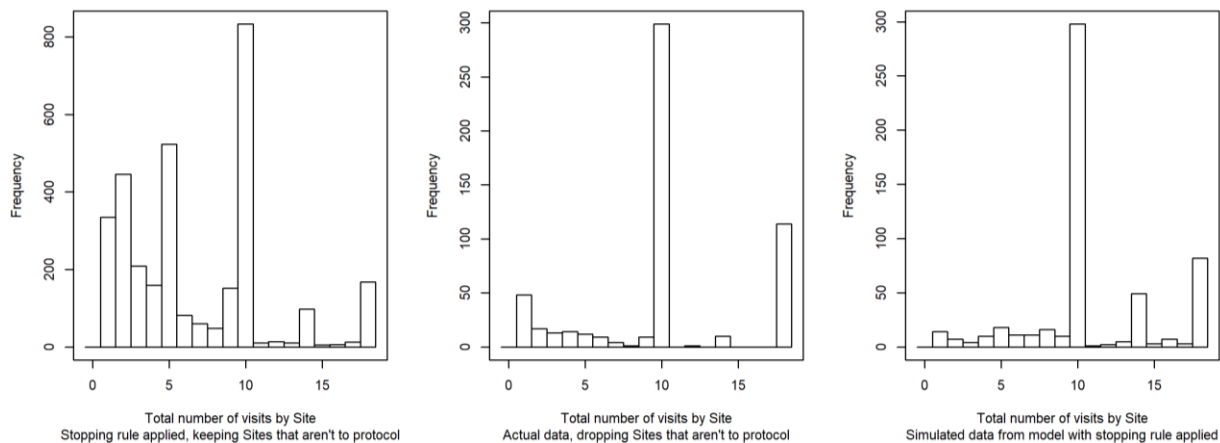 Frequency
0 200 400 600 800
0 5 10 15
Total number of visits by Site
Stopping rule applied, keeping Sites that aren't to protocol
Frequency
0 50 100 150 200 250 300
0 5 10 15
Total number of visits by Site
Actual data, dropping Sites that aren't to protocol
Frequency
0 50 100 150 200 250 300
0 5 10 15
Total number of visits by Site
Simulated data from model with stopping rule applied